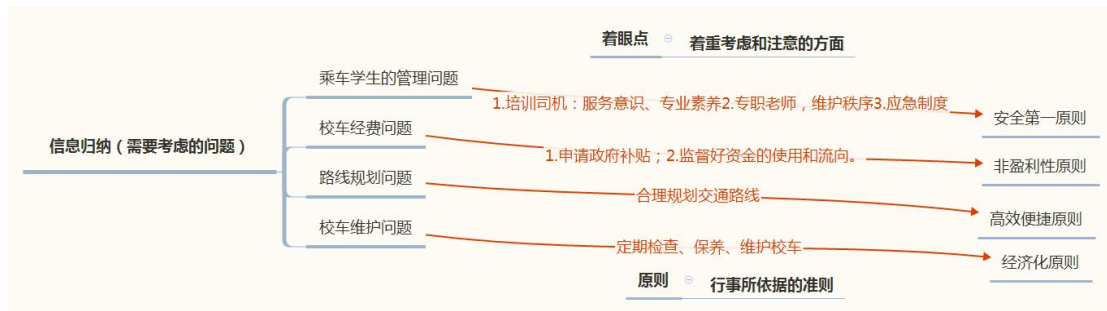 着眼点
着重考虑和注意的方面
乘车学生的管理问题
1.培训司机：服务意识、专业素养2.专职老师，维护秩序3.应急制度
安全第一原则
信息归纳（需要考虑的问题）
校车经费问题
1.申请政府补贴；2.监督好资金的使用和流向。
非盈利性原则
路线规划问题
合理规划交通路线
高效便捷原则
校车维护问题
定期检查、保养、维护校车
经济化原则
原则
行事所依据的准则